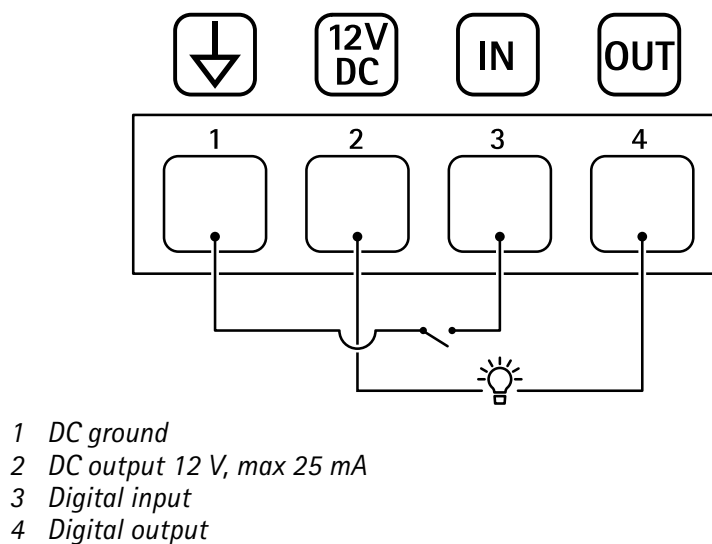 12V DC IN OUT
1 2 3 4
1 DC ground
2 DC output 12 V, max 25 mA
3 Digital input
4 Digital output